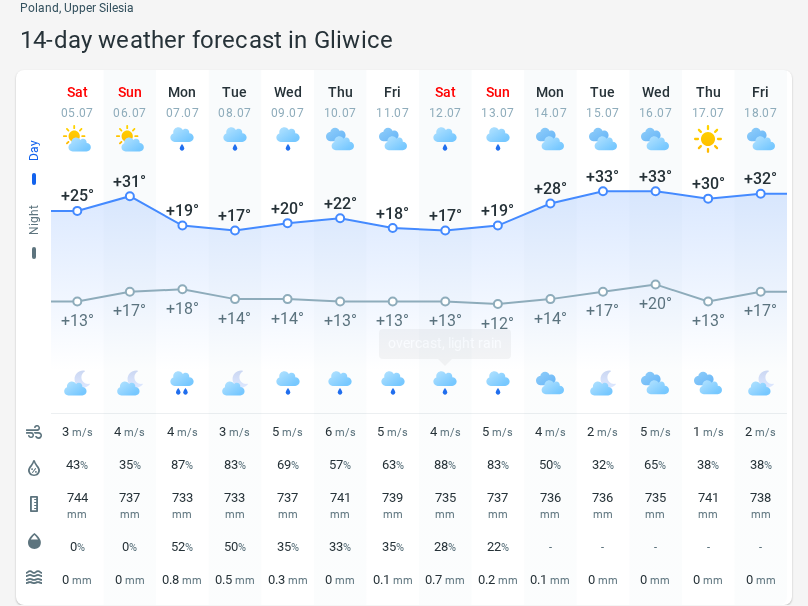 Poland, Upper Silesia
14-day weather forecast in Gliwice
Sat Sun Mon Tue Wed Thu Fri Sat Sun Mon Tue Wed Thu Fri
05.07 06.07 07.07 08.07 09.07 10.07 11.07 12.07 13.07 14.07 15.07 16.07 17.07 18.07
Day
Night
+25° +31° +19° +17° +20° +22° +18° +17° +19° +28° +33° +33° +30° +32°
+13° +17° +18° +14° +14° +13° +13° +13° +12° +14° +17° +20° +13° +17°
overcast, light rain
3 m/s 4 m/s 4 m/s 3 m/s 5 m/s 6 m/s 5 m/s 4 m/s 5 m/s 4 m/s 2 m/s 5 m/s 1 m/s 2 m/s
43% 35% 87% 83% 69% 57% 63% 88% 83% 50% 32% 65% 38% 38%
744 737 733 733 737 741 739 735 737 736 736 735 741 738
mm mm mm mm mm mm mm mm mm mm mm mm mm mm
0% 0% 52% 50% 35% 33% 35% 28% 22% - - - - -
0 mm 0 mm 0.8 mm 0.5 mm 0.3 mm 0 mm 0.1 mm 0.7 mm 0.2 mm 0.1 mm 0 mm 0 mm 0 mm 0 mm